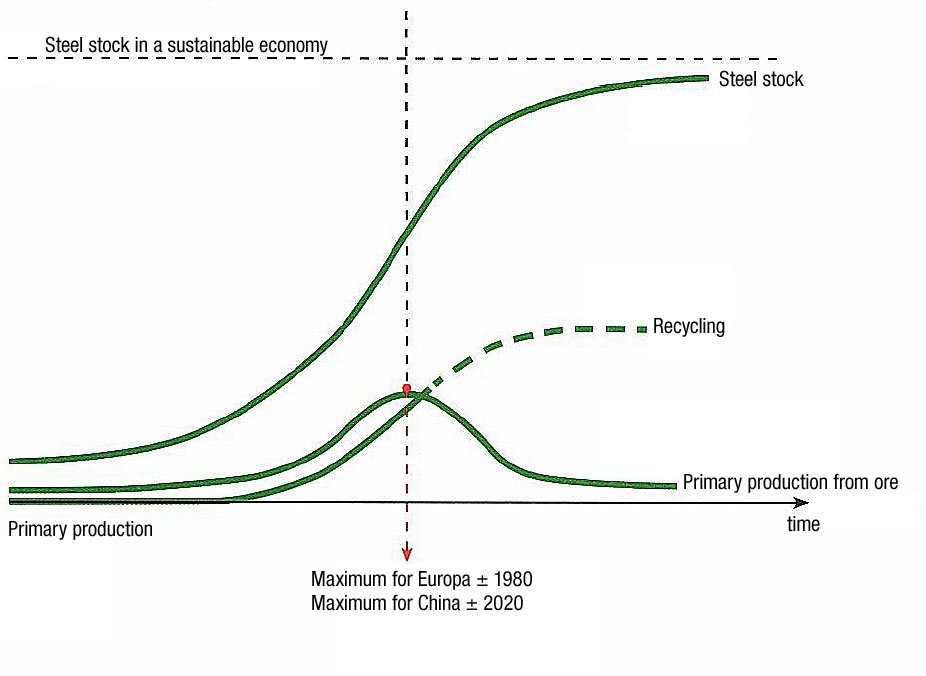 Steel stock in a sustainable economy
Steel stock
Recycling
Primary production from ore
Primary production
time
Maximum for Europa ± 1980
Maximum for China ± 2020